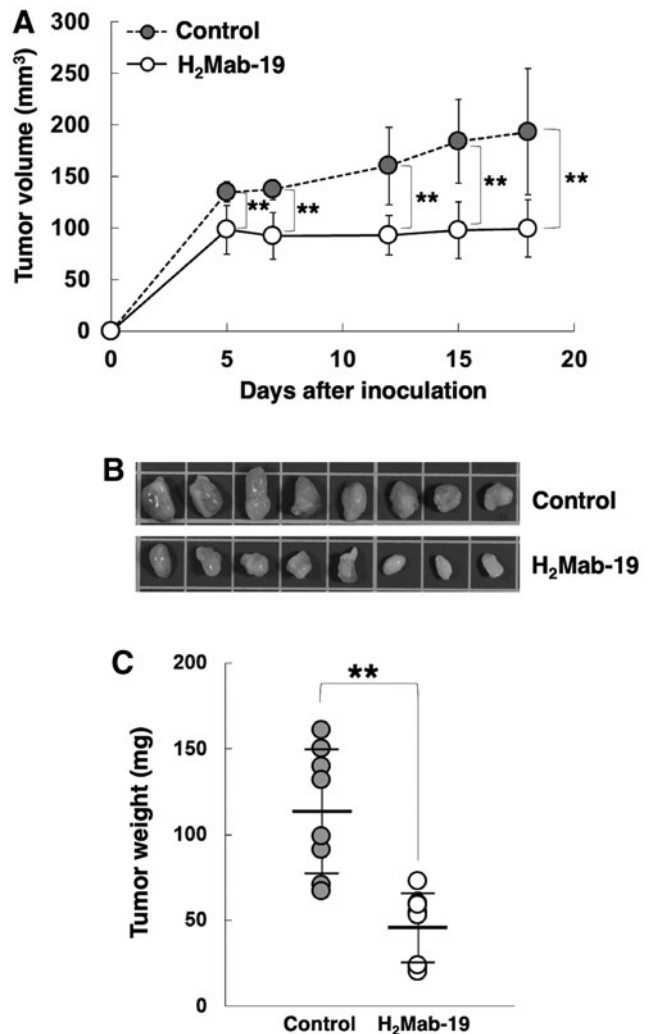 A
300
Control
250
H₂Mab-19
200
150
100
50
0
Tumor volume (mm³)
**
**
**
**
**
0 5 10 15 20
Days after inoculation
B
Control
H₂Mab-19
C
200
150
100
50
0
Tumor weight (mg)
**
Control H₂Mab-19